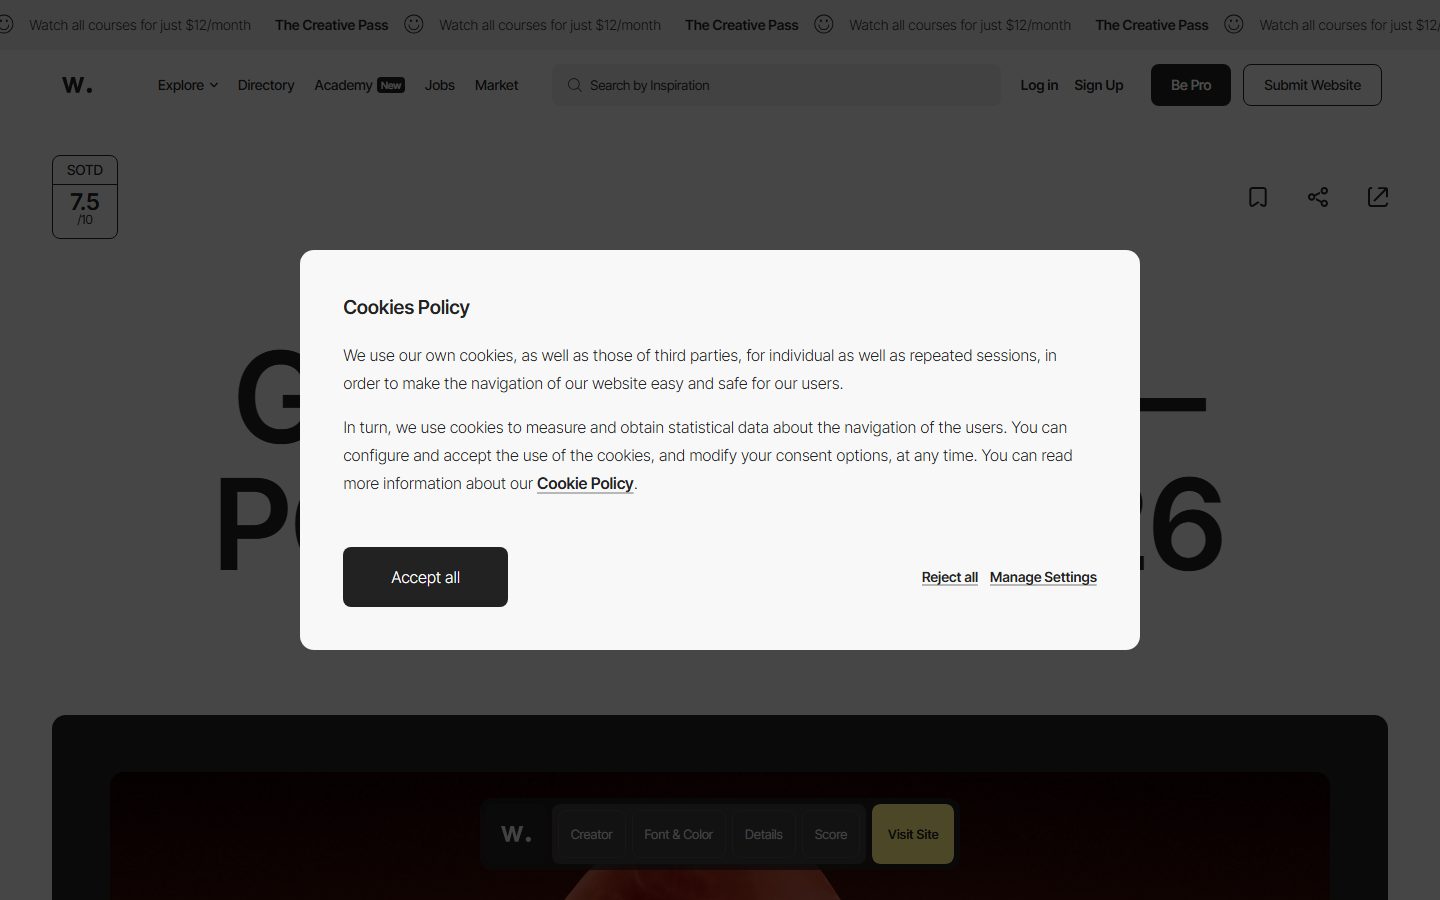 Watch all courses for just $12/month The Creative Pass Watch all courses for just $12/month The Creative Pass Watch all courses for just $12/month The Creative Pass Watch all courses for just $12/
W. Explore Directory Academy New Jobs Market Search by Inspiration Log in Sign Up Be Pro Submit Website
SOTD
7.5
/10
Cookies Policy
We use our own cookies, as well as those of third parties, for individual as well as repeated sessions, in
order to make the navigation of our website easy and safe for our users.
In turn, we use cookies to measure and obtain statistical data about the navigation of the users. You can
configure and accept the use of the cookies, and modify your consent options, at any time. You can read
more information about our Cookie Policy.
Accept all Reject all Manage Settings
W. Creator Font & Color Details Score Visit Site